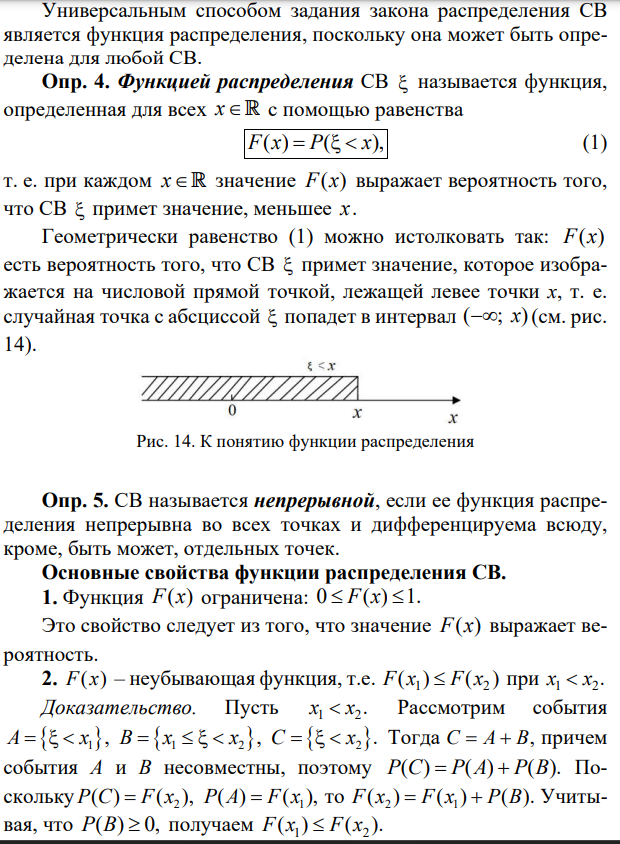 Универсальным способом задания закона распределения СВ
является функция распределения, поскольку она может быть опре-
делена для любой СВ.
Опр. 4. Функцией распределения СВ ξ называется функция,
определенная для всех x∈ℝ с помощью равенства
F(x) = P(ξ < x), (1)
т. е. при каждом x∈ℝ значение F(x) выражает вероятность того,
что СВ ξ примет значение, меньшее x.
Геометрически равенство (1) можно истолковать так: F(x)
есть вероятность того, что СВ ξ примет значение, которое изобра-
жается на числовой прямой точкой, лежащей левее точки x, т. е.
случайная точка с абсциссой ξ попадет в интервал (−∞; x) (см. рис.
14).
ξ < x
0 x x
Рис. 14. К понятию функции распределения
Опр. 5. СВ называется непрерывной, если ее функция распре-
деления непрерывна во всех точках и дифференцируема всюду,
кроме, быть может, отдельных точек.
Основные свойства функции распределения СВ.
1. Функция F(x) ограничена: 0 ≤ F(x) ≤ 1.
Это свойство следует из того, что значение F(x) выражает ве-
роятность.
2. F(x) – неубывающая функция, т.е. F(x₁) ≤ F(x₂) при x₁ < x₂.
Доказательство. Пусть x₁ < x₂. Рассмотрим события
A = {ξ < x₁}, B = {x₁ ≤ ξ < x₂}, C = {ξ < x₂}. Тогда C = A + B, причем
события A и B несовместны, поэтому P(C) = P(A) + P(B). По-
скольку P(C) = F(x₂), P(A) = F(x₁), то F(x₂) = F(x₁) + P(B). Учиты-
вая, что P(B) ≥ 0, получаем F(x₁) ≤ F(x₂).